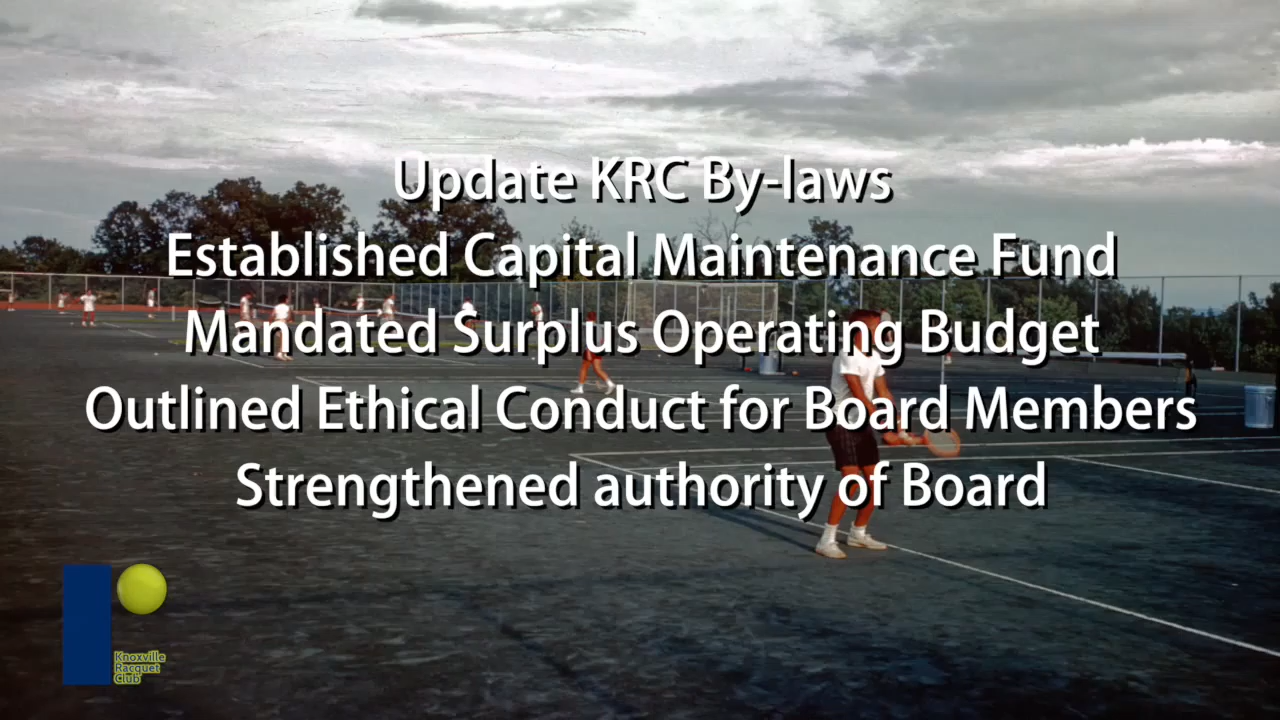 Update KRC By-laws
Established Capital Maintenance Fund
Mandated Surplus Operating Budget
Outlined Ethical Conduct for Board Members
Strengthened authority of Board
Knoxville
Racquet
Club